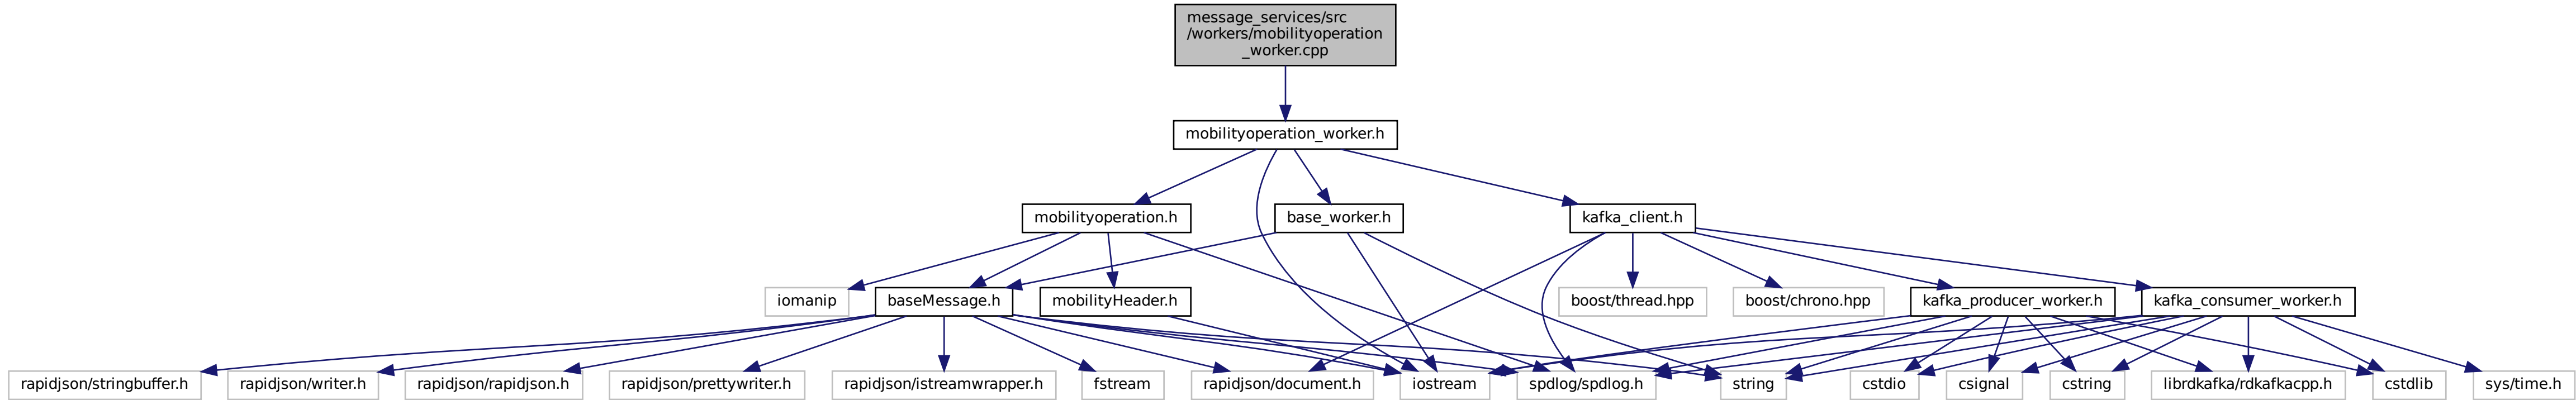 message_services/src
/workers/mobilityoperation
_worker.cpp
mobilityoperation_worker.h
mobilityoperation.h
base_worker.h
kafka_client.h
iomanip
baseMessage.h
mobilityHeader.h
boost/thread.hpp
boost/chrono.hpp
kafka_producer_worker.h
kafka_consumer_worker.h
rapidjson/stringbuffer.h
rapidjson/writer.h
rapidjson/rapidjson.h
rapidjson/prettywriter.h
rapidjson/istreamwrapper.h
fstream
rapidjson/document.h
iostream
spdlog/spdlog.h
string
cstdio
csignal
cstring
librdkafka/rdkafkacpp.h
cstdlib
sys/time.h